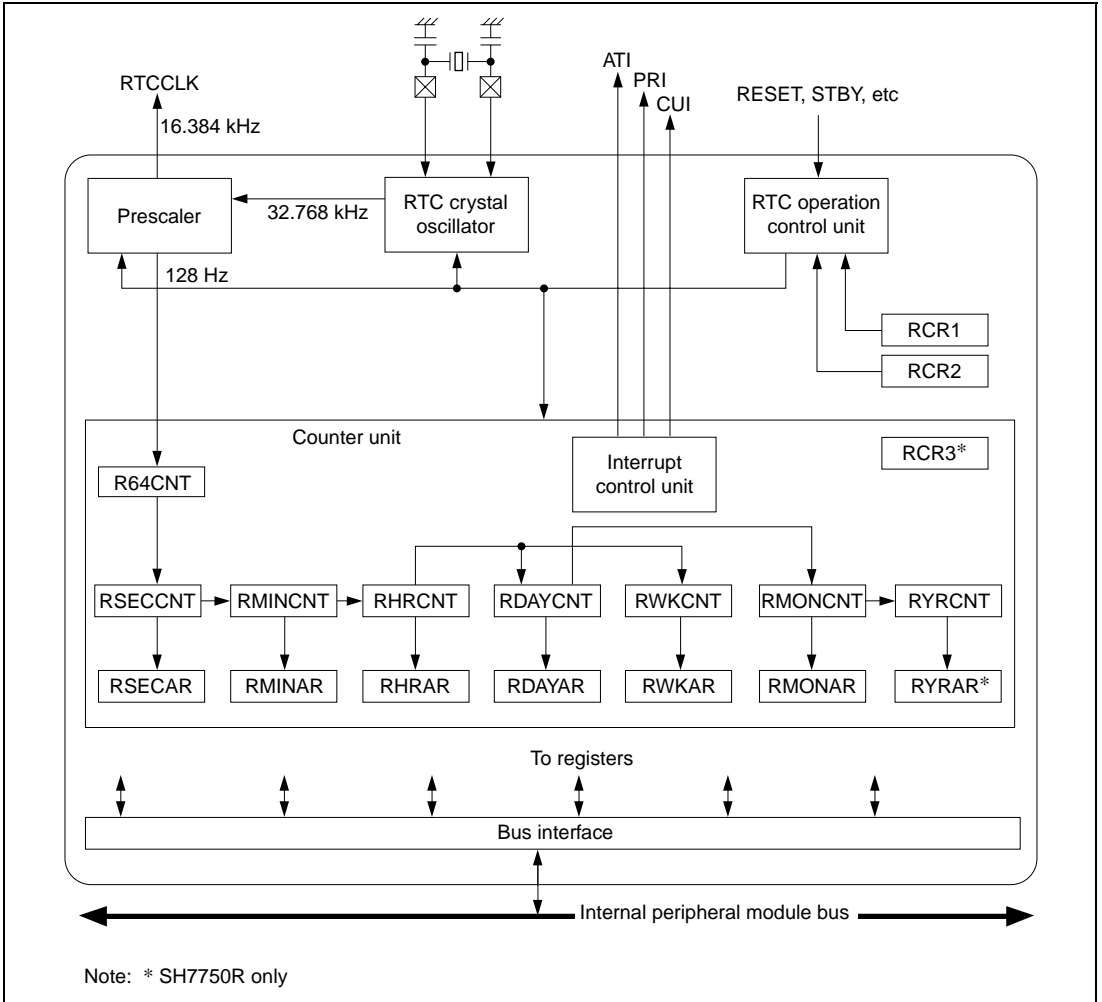 ATI
PRI
CUI
RTCCLK
16.384 kHz
RESET, STBY, etc
Prescaler
32.768 kHz
RTC crystal
oscillator
RTC operation
control unit
128 Hz
RCR1
RCR2
Counter unit
RCR3*
Interrupt
control unit
R64CNT
RSECCNT
RMINCNT
RHRCNT
RDAYCNT
RWKCNT
RMONCNT
RYRCNT
RSECAR
RMINAR
RHRAR
RDAYAR
RWKAR
RMONAR
RYRAR*
To registers
Bus interface
Internal peripheral module bus
Note: * SH7750R only